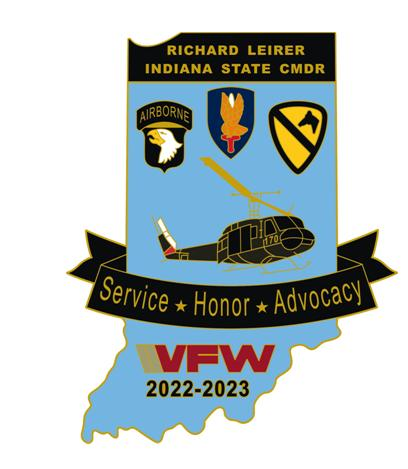 RICHARD LEIRER
INDIANA STATE CMDR
AIRBORNE
170
Service ★ Honor ★ Advocacy
VFW
2022-2023